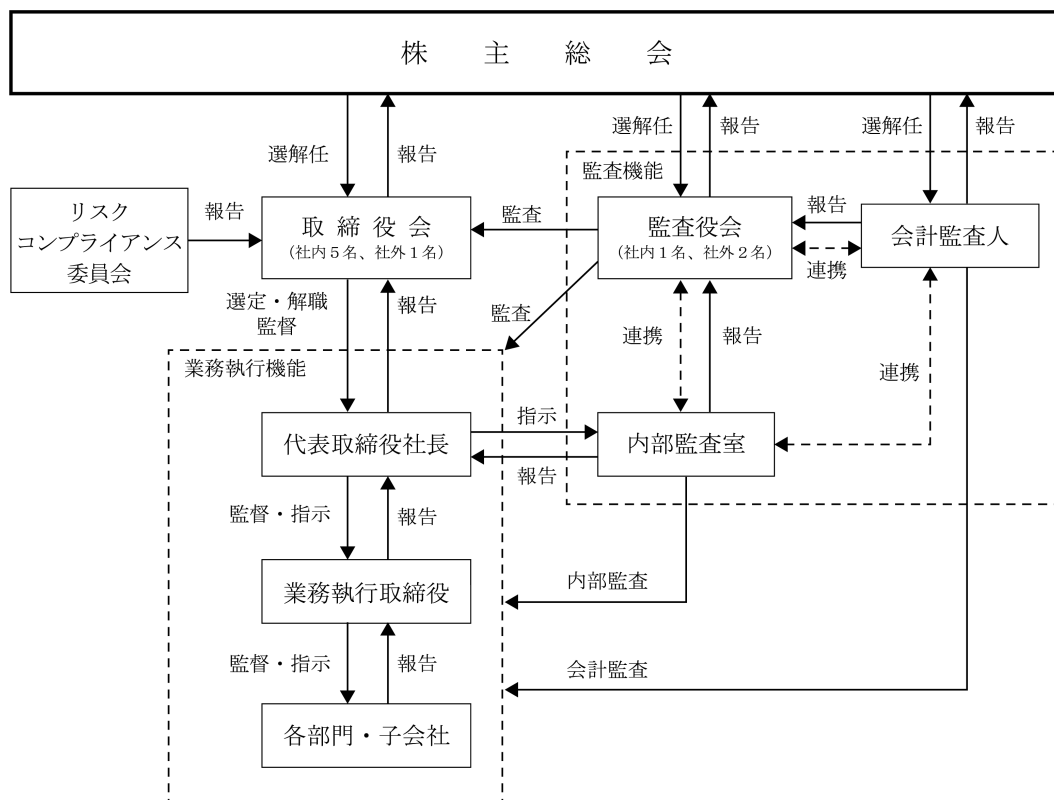 株主総会
選解任
報告
選解任
報告
選解任
報告
監査機能
リスク
コンプライアンス
委員会
報告
取締役会
(社内5名、社外1名)
監査
監査役会
(社内1名、社外2名)
報告
連携
会計監査人
選定・解職
監督
報告
監査
連携
報告
連携
業務執行機能
代表取締役社長
指示
報告
内部監査室
監督・指示
報告
業務執行取締役
内部監査
監督・指示
報告
会計監査
各部門・子会社